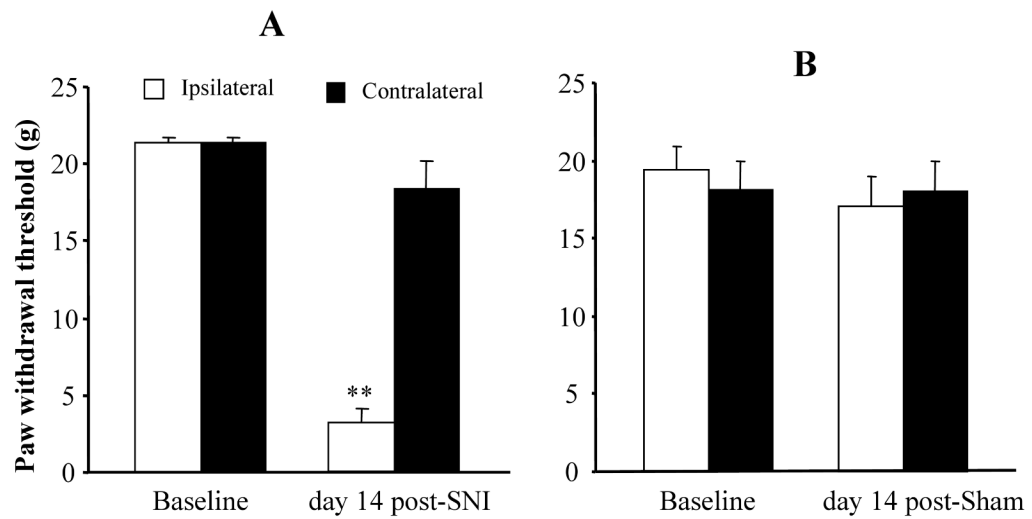 A
B
Paw withdrawal threshold (g)
25
20
15
10
5
0
Ipsilateral
Contralateral
**
Baseline
day 14 post-SNI
25
20
15
10
5
0
Baseline
day 14 post-Sham